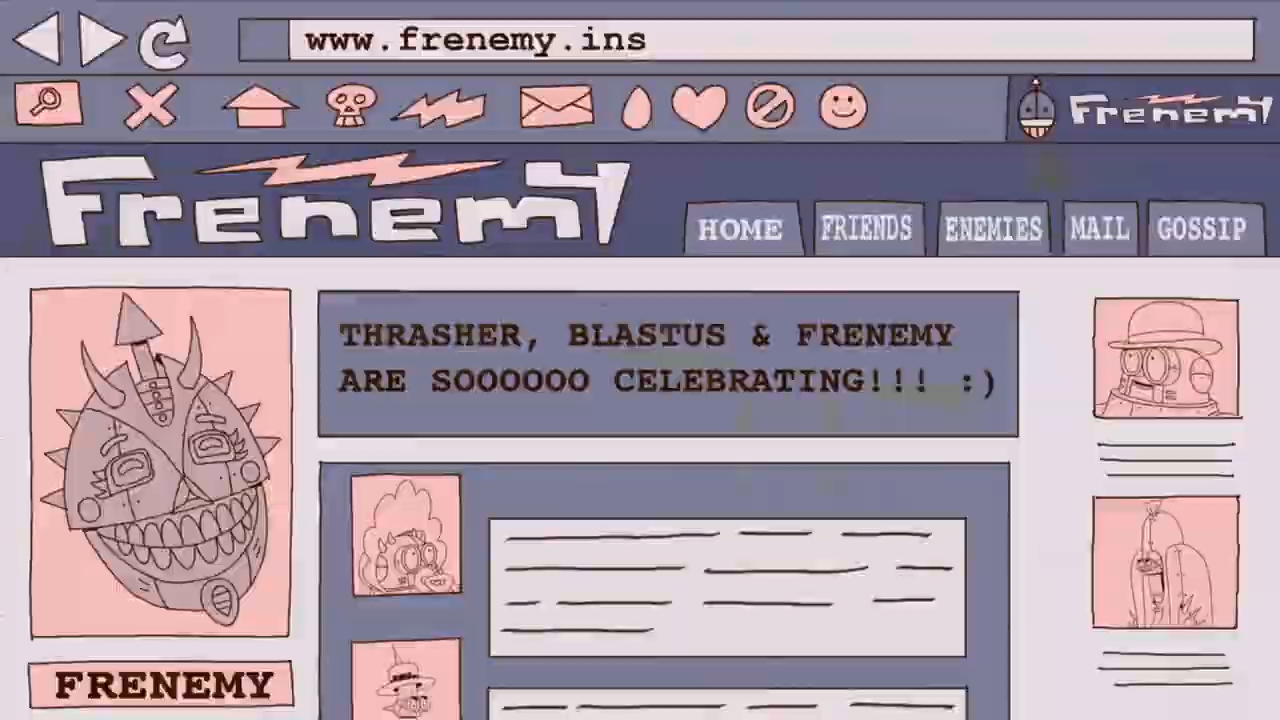 www.frenemy.ins
Frenemy
Frenemy
HOME FRIENDS ENEMIES MAIL GOSSIP
THRASHER, BLASTUS & FRENEMY
ARE SOOOOOO CELEBRATING!!! :)
FRENEMY